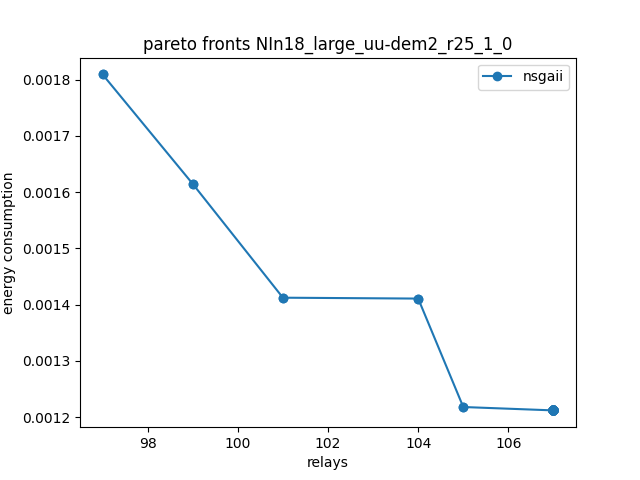 pareto fronts NIn18_large_uu-dem2_r25_1_0
nsgaii
0.0018
0.0017
0.0016
0.0015
0.0014
0.0013
0.0012
energy consumption
98 100 102 104 106
relays